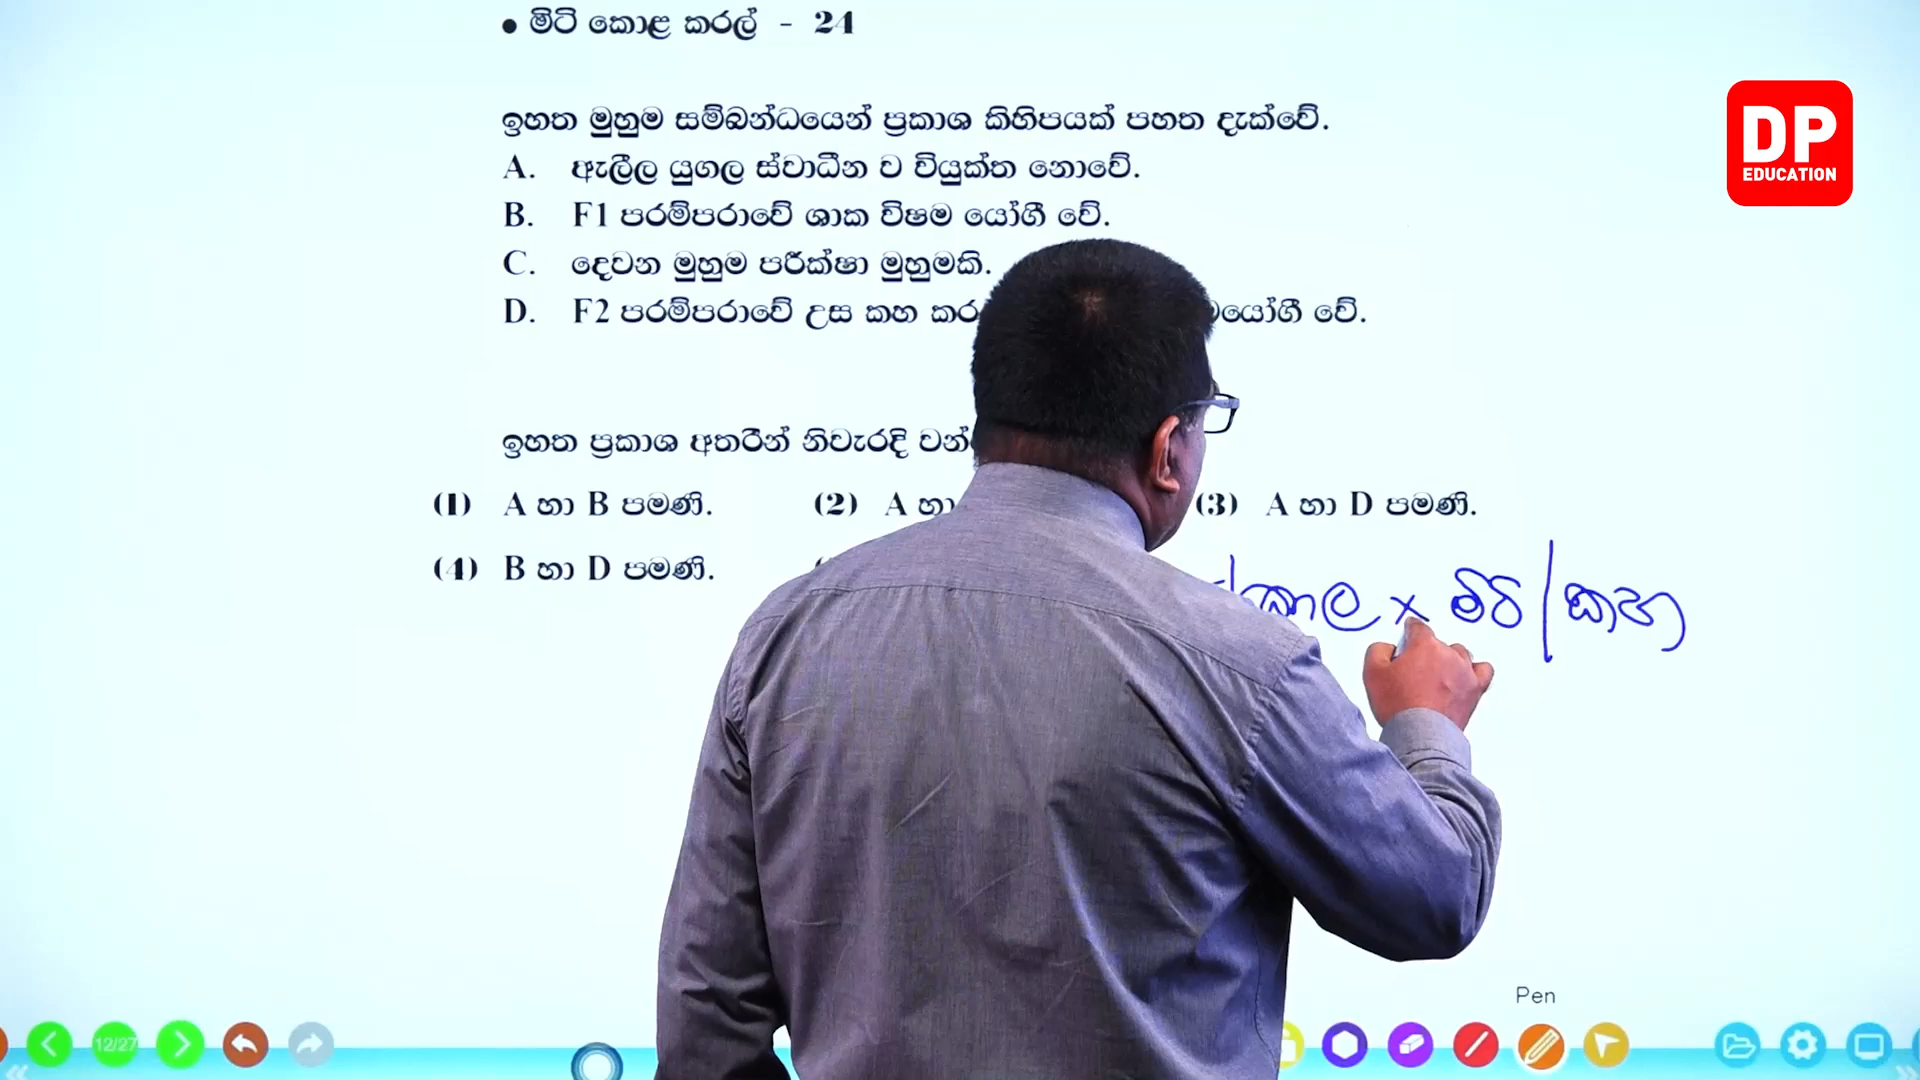 • මිටි කොළ කරල් - 24
DP
EDUCATION
ඉහත මුහුම සම්බන්ධයෙන් ප්‍රකාශ කිහිපයක් පහත දැක්වේ.
A. ඇලීල යුගල ස්වාධීන ව වියුක්ත නොවේ.
B. F1 පරම්පරාවේ ශාක විෂම යෝගී වේ.
C. දෙවන මුහුම පරීක්ෂා මුහුමකි.
D. F2 පරම්පරාවේ උස කහ යෝගී වේ.
ඉහත ප්‍රකාශ අතරීන් නිවැරදි
(1) A හා B පමණි. (2) A හා (3) A හා D පමණි.
(4) B හා D පමණි.
x මිටි | කහ
Pen
12/27